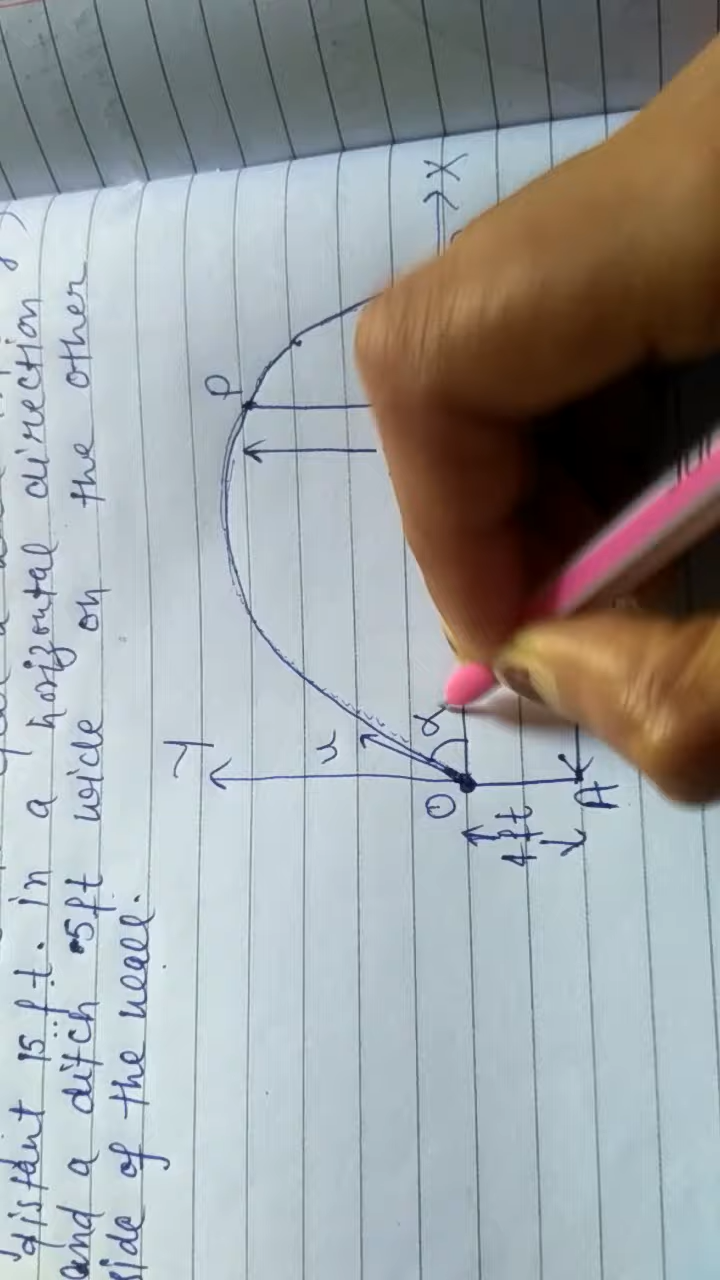 distant 15 ft. in a horizontal direction
and a ditch 5ft wide on the other
side of the wall.
Y
P
X
u
α
O
4ft
A